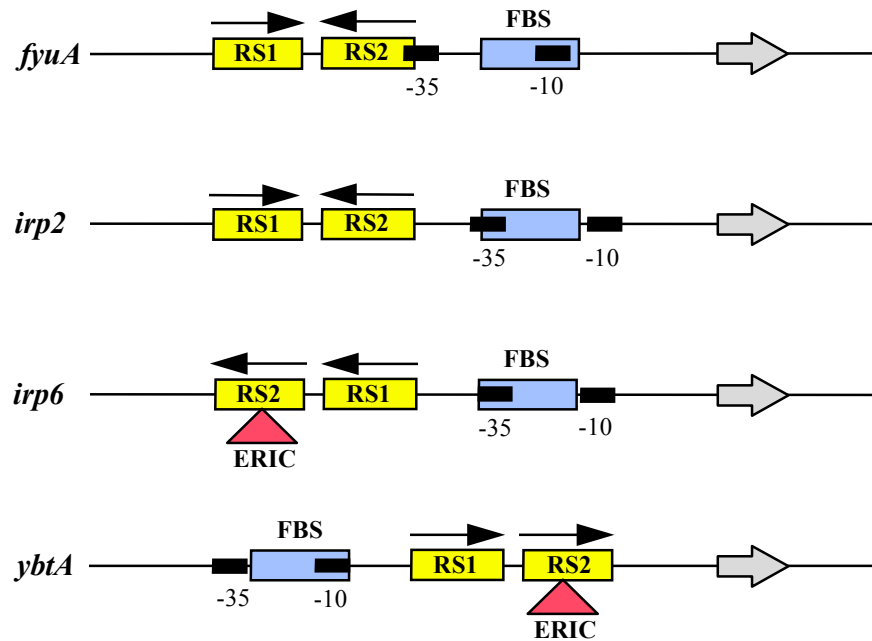 FBS
fyuA RS1 RS2
-35 -10
FBS
irp2 RS1 RS2
-35 -10
FBS
irp6 RS2 RS1
-35 -10
ERIC
FBS
ybtA RS1 RS2
-35 -10
ERIC